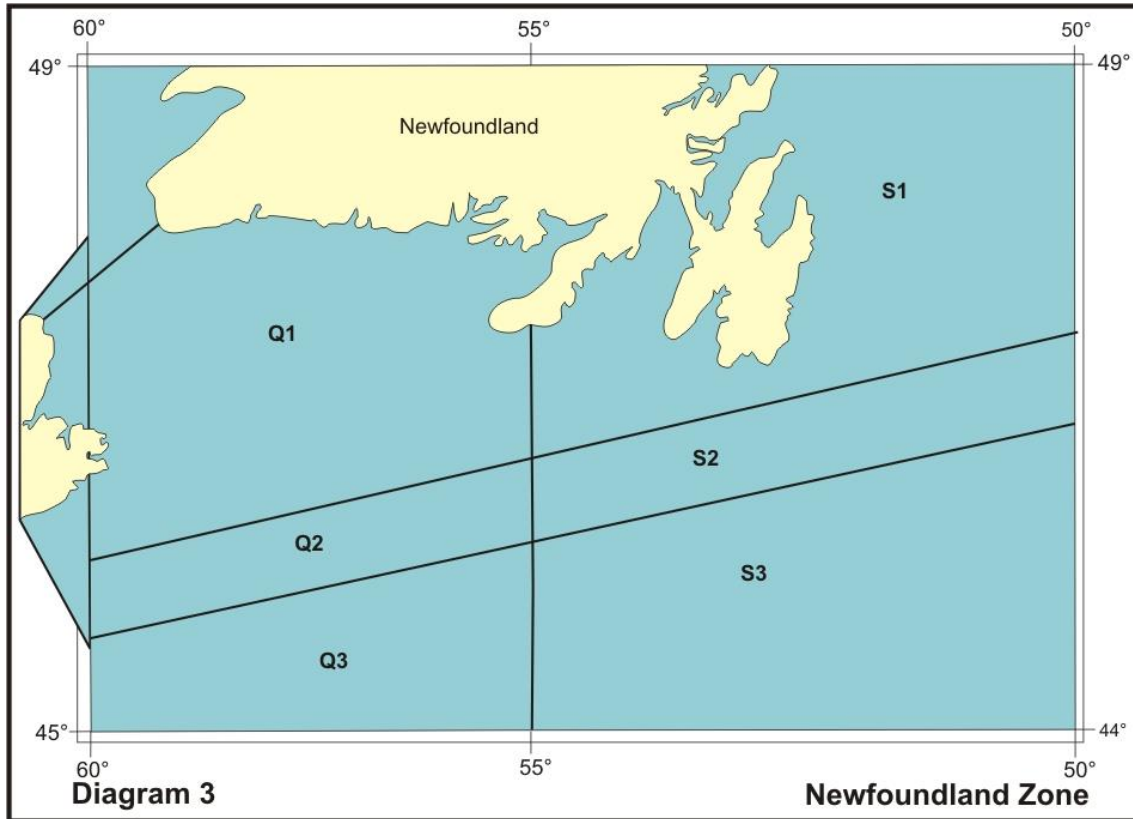 60° 55° 50°
49° 49°
Newfoundland
S1
Q1
S2
Q2
S3
Q3
45° 44°
60° 55° 50°
Diagram 3 Newfoundland Zone